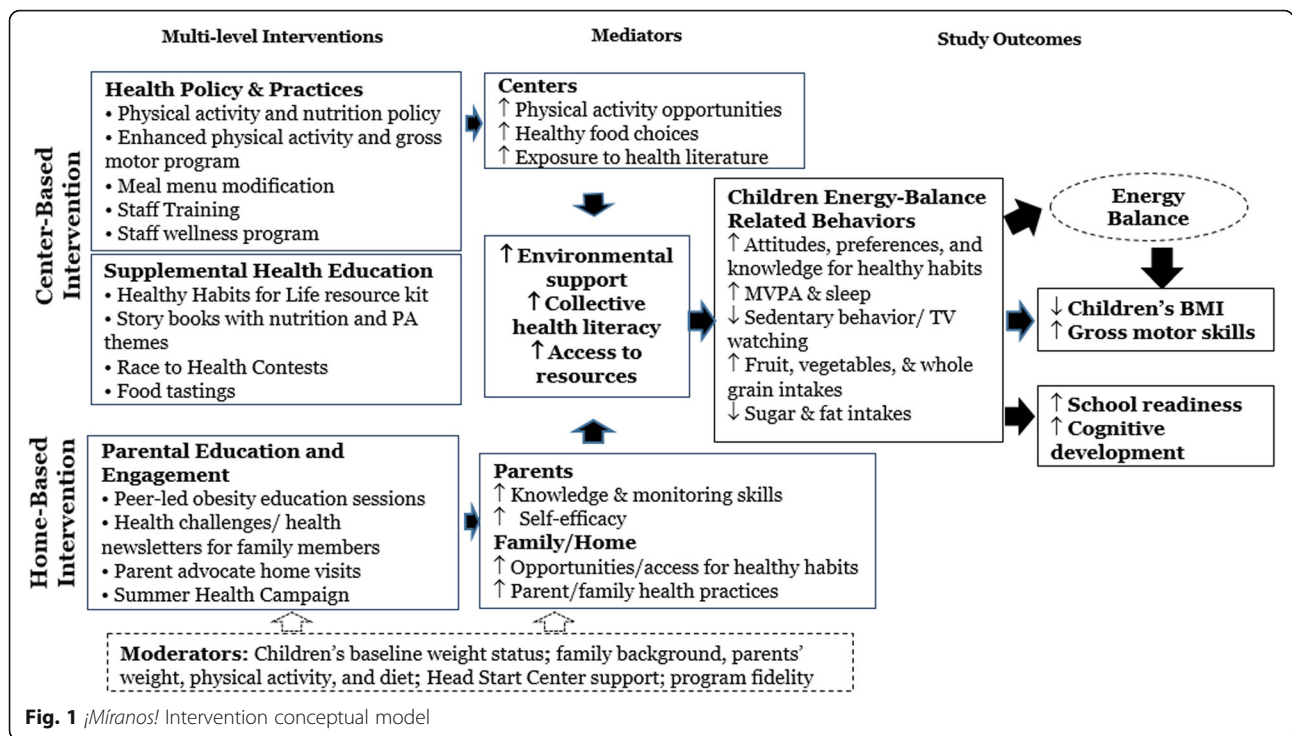 Multi-level Interventions
Mediators
Study Outcomes
Center-Based
Intervention
Health Policy & Practices
• Physical activity and nutrition policy
• Enhanced physical activity and gross
motor program
• Meal menu modification
• Staff Training
• Staff wellness program
Supplemental Health Education
• Healthy Habits for Life resource kit
• Story books with nutrition and PA
themes
• Race to Health Contests
• Food tastings
Home-Based
Intervention
Parental Education and
Engagement
• Peer-led obesity education sessions
• Health challenges/ health
newsletters for family members
• Parent advocate home visits
• Summer Health Campaign
Centers
↑ Physical activity opportunities
↑ Healthy food choices
↑ Exposure to health literature
↑ Environmental
support
↑ Collective
health literacy
↑ Access to
resources
Parents
↑ Knowledge & monitoring skills
↑ Self-efficacy
Family/Home
↑ Opportunities/access for healthy habits
↑ Parent/family health practices
Children Energy-Balance
Related Behaviors
↑ Attitudes, preferences, and
knowledge for healthy habits
↑ MVPA & sleep
↓ Sedentary behavior/ TV
watching
↑ Fruit, vegetables, & whole
grain intakes
↓ Sugar & fat intakes
Energy
Balance
↓ Children's BMI
↑ Gross motor skills
↑ School readiness
↑ Cognitive
development
Moderators: Children's baseline weight status; family background, parents'
weight, physical activity, and diet; Head Start Center support; program fidelity
Fig. 1 ¡Míranos! Intervention conceptual model